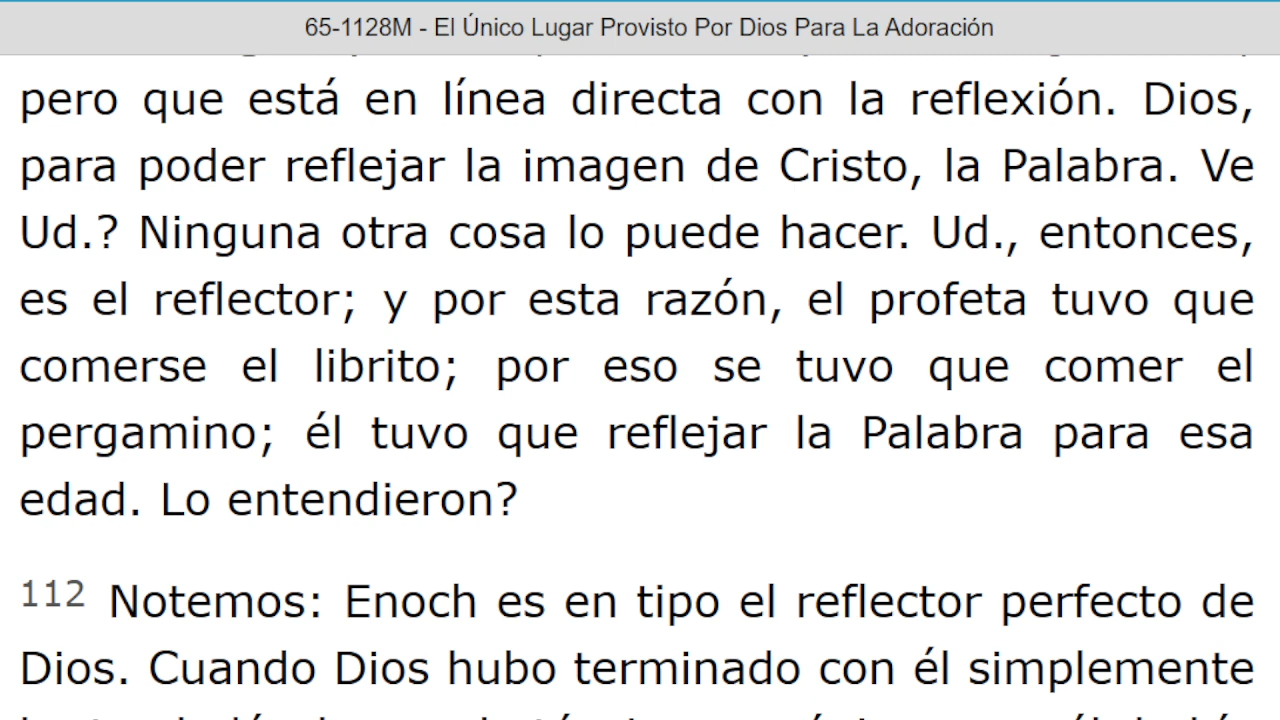 65-1128M - El Único Lugar Provisto Por Dios Para La Adoración
pero que está en línea directa con la reflexión. Dios,
para poder reflejar la imagen de Cristo, la Palabra. Ve
Ud.? Ninguna otra cosa lo puede hacer. Ud., entonces,
es el reflector; y por esta razón, el profeta tuvo que
comerse el librito; por eso se tuvo que comer el
pergamino; él tuvo que reflejar la Palabra para esa
edad. Lo entendieron?
112 Notemos: Enoch es en tipo el reflector perfecto de
Dios. Cuando Dios hubo terminado con él simplemente